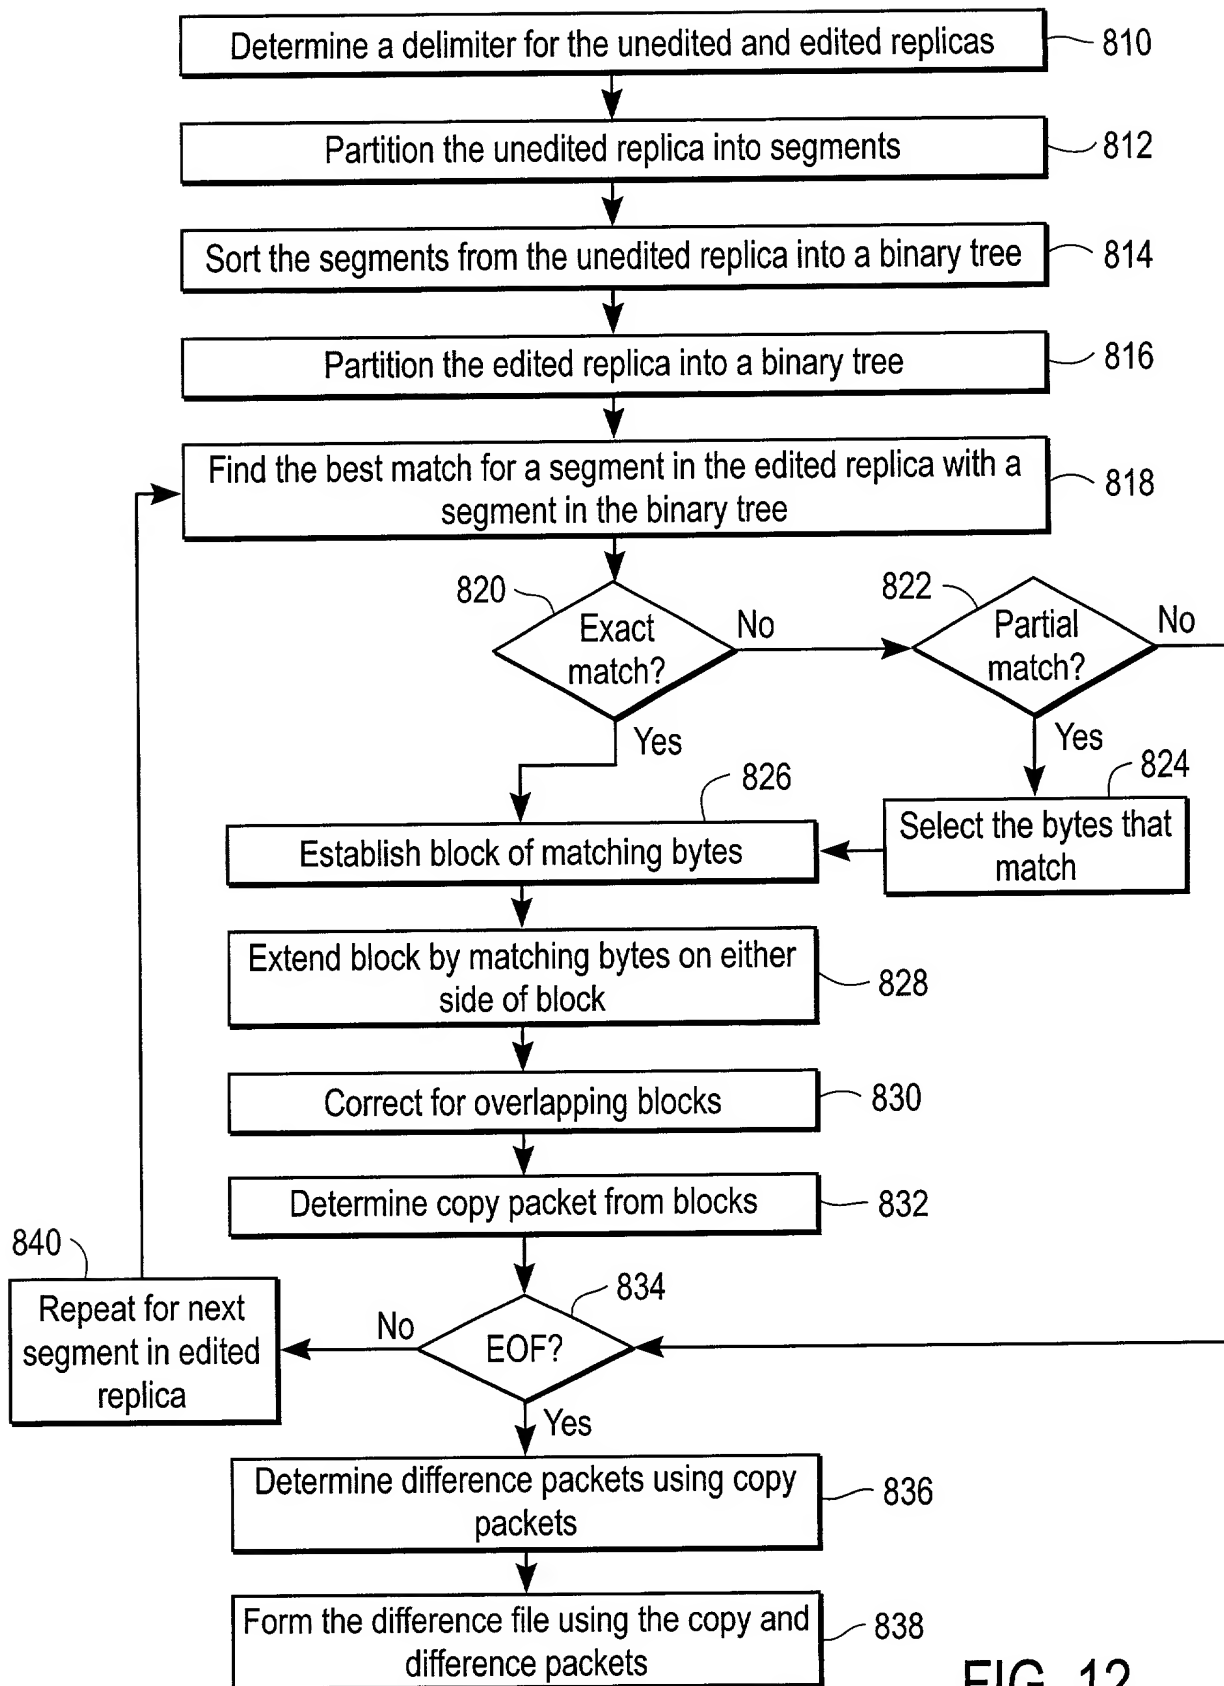 Determine a delimiter for the unedited and edited replicas
810
Partition the unedited replica into segments
812
Sort the segments from the unedited replica into a binary tree
814
Partition the edited replica into a binary tree
816
Find the best match for a segment in the edited replica with a
segment in the binary tree
818
820
Exact
match?
No
822
Partial
match?
No
Yes
Yes
824
Select the bytes that
match
826
Establish block of matching bytes
Extend block by matching bytes on either
side of block
828
Correct for overlapping blocks
830
Determine copy packet from blocks
832
840
Repeat for next
segment in edited
replica
No
834
EOF?
Yes
Determine difference packets using copy
packets
836
Form the difference file using the copy and
difference packets
838
FIG. 12